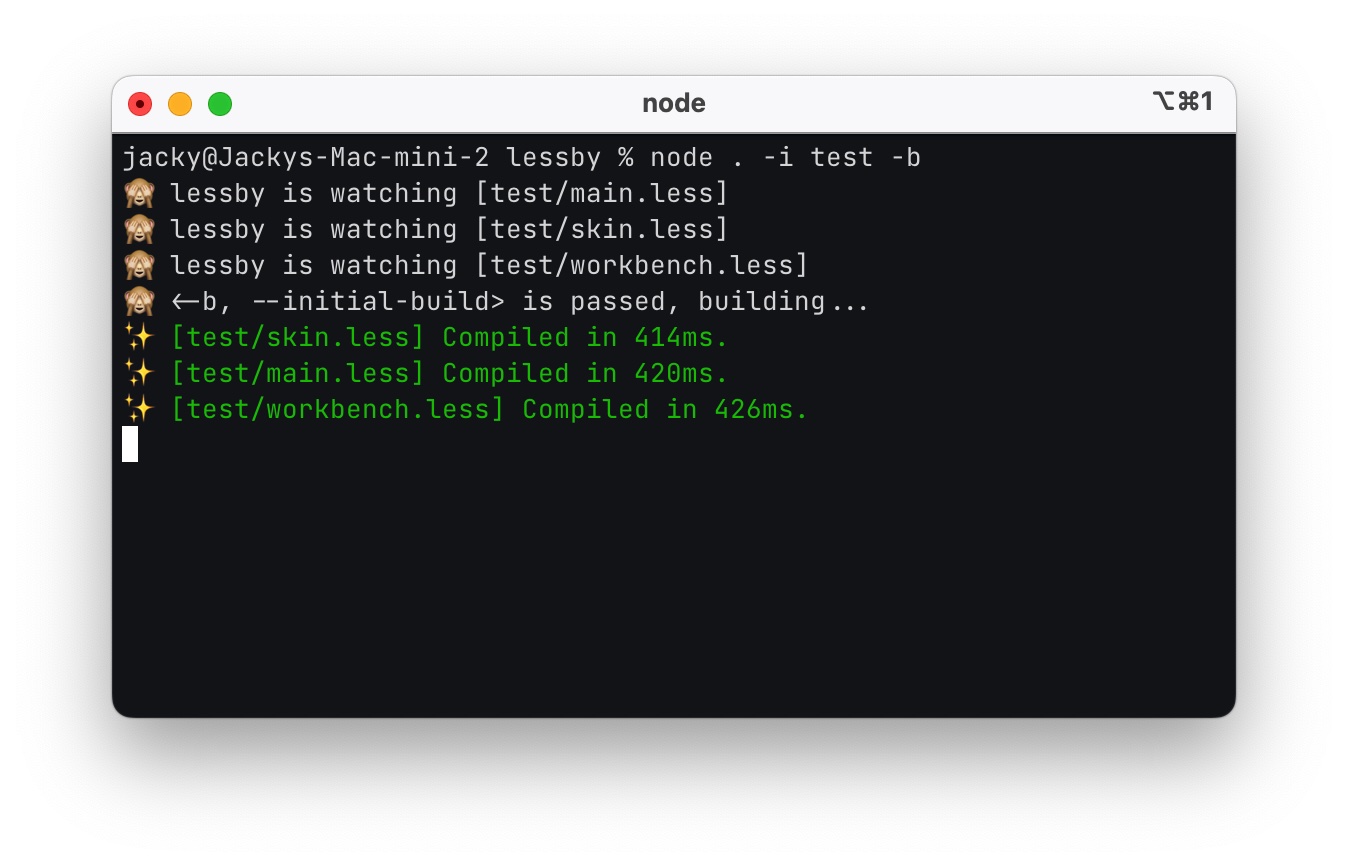 node
⌥⌘1
jacky@Jackys-Mac-mini-2 lessby % node . -i test -b
🙈 lessby is watching [test/main.less]
🙈 lessby is watching [test/skin.less]
🙈 lessby is watching [test/workbench.less]
🙈 <-b, --initial-build> is passed, building...
✨ [test/skin.less] Compiled in 414ms.
✨ [test/main.less] Compiled in 420ms.
✨ [test/workbench.less] Compiled in 426ms.